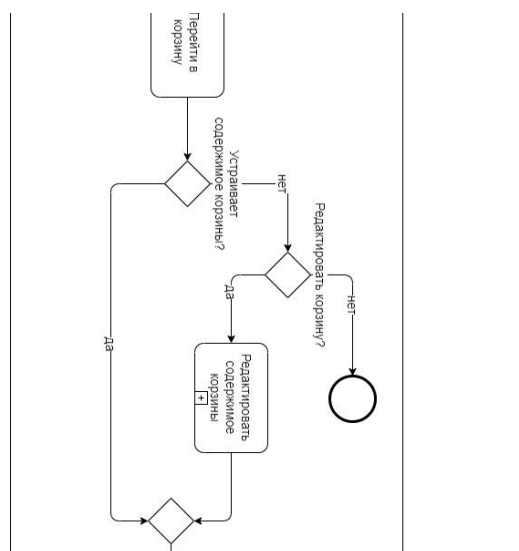 Перейти в
корзину
Устраивает
содержимое корзины?
нет
Редактировать корзину?
нет
да
да
Редактировать
содержимое
корзины
+